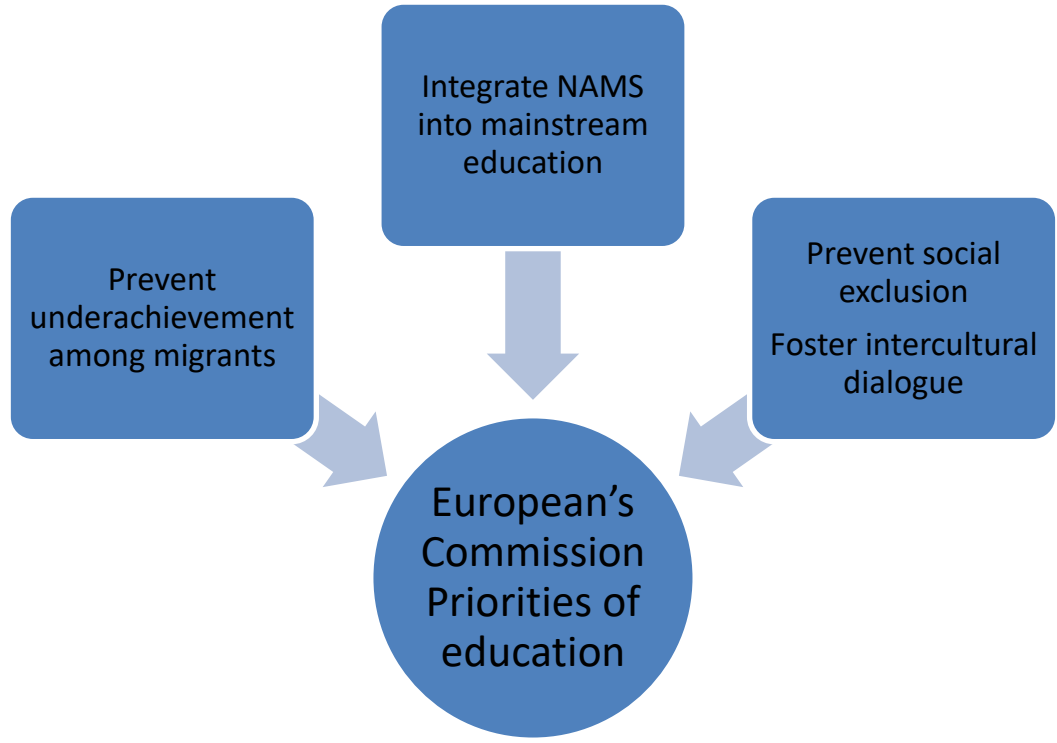 Integrate NAMS
into mainstream
education
Prevent
underachievement
among migrants
Prevent social
exclusion
Foster intercultural
dialogue
European’s
Commission
Priorities of
education